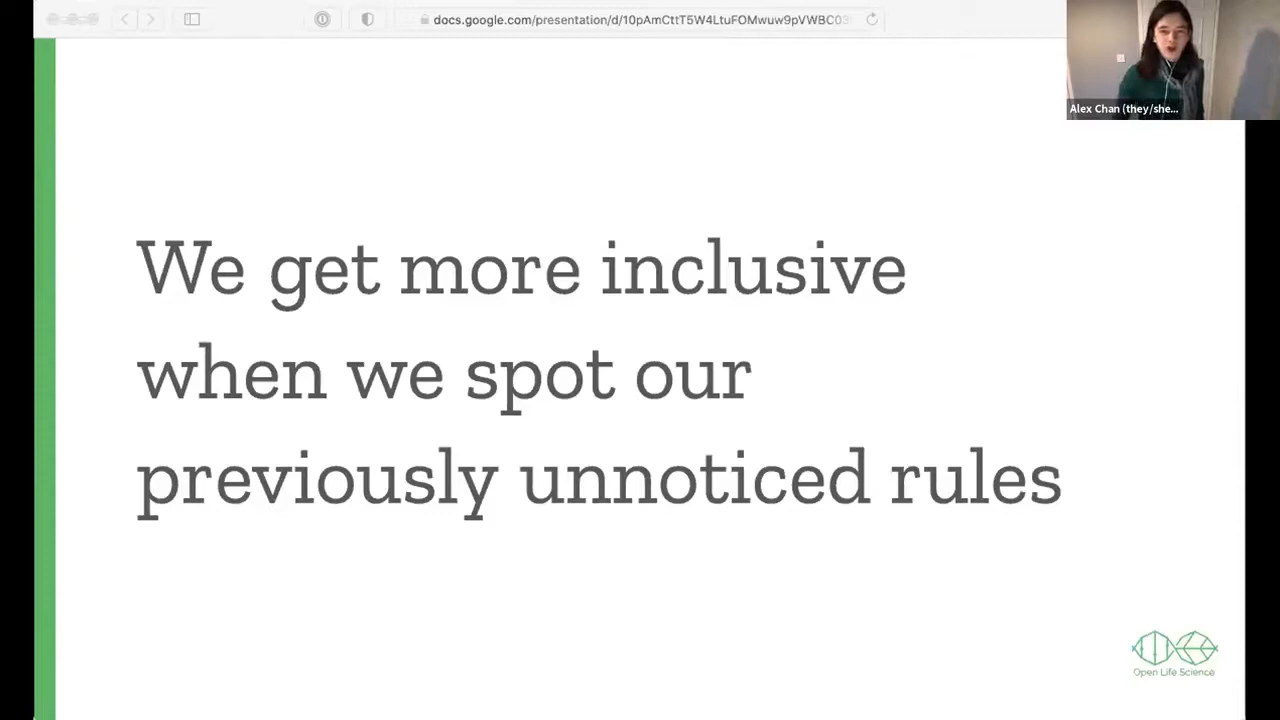 docs.google.com/presentation/d/10pAmCttT5W4LtuFOMwuw9pVWBC03
Alex Chan (they/she...
We get more inclusive
when we spot our
previously unnoticed rules
Open Life Science